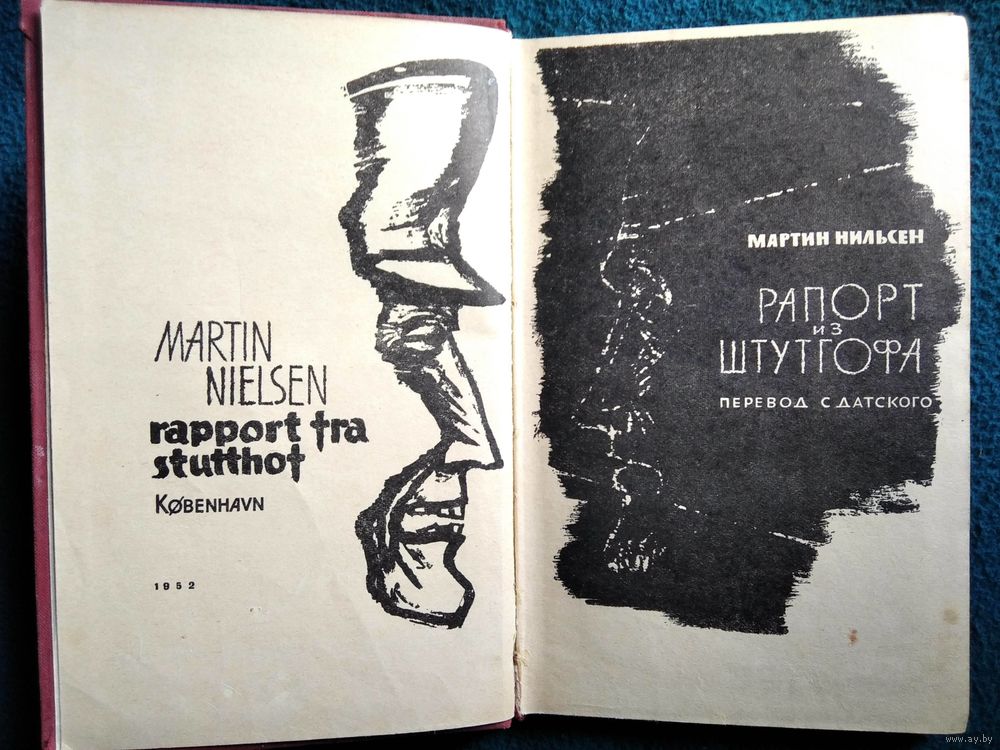 MARTIN
NIELSEN
rapport fra
stutthof
KØBENHAVN
1952
МАРТИН НИЛЬСЕН
РАПОРТ
ИЗ
ШТУТГОФА
ПЕРЕВОД С ДАТСКОГО
www.ay.by